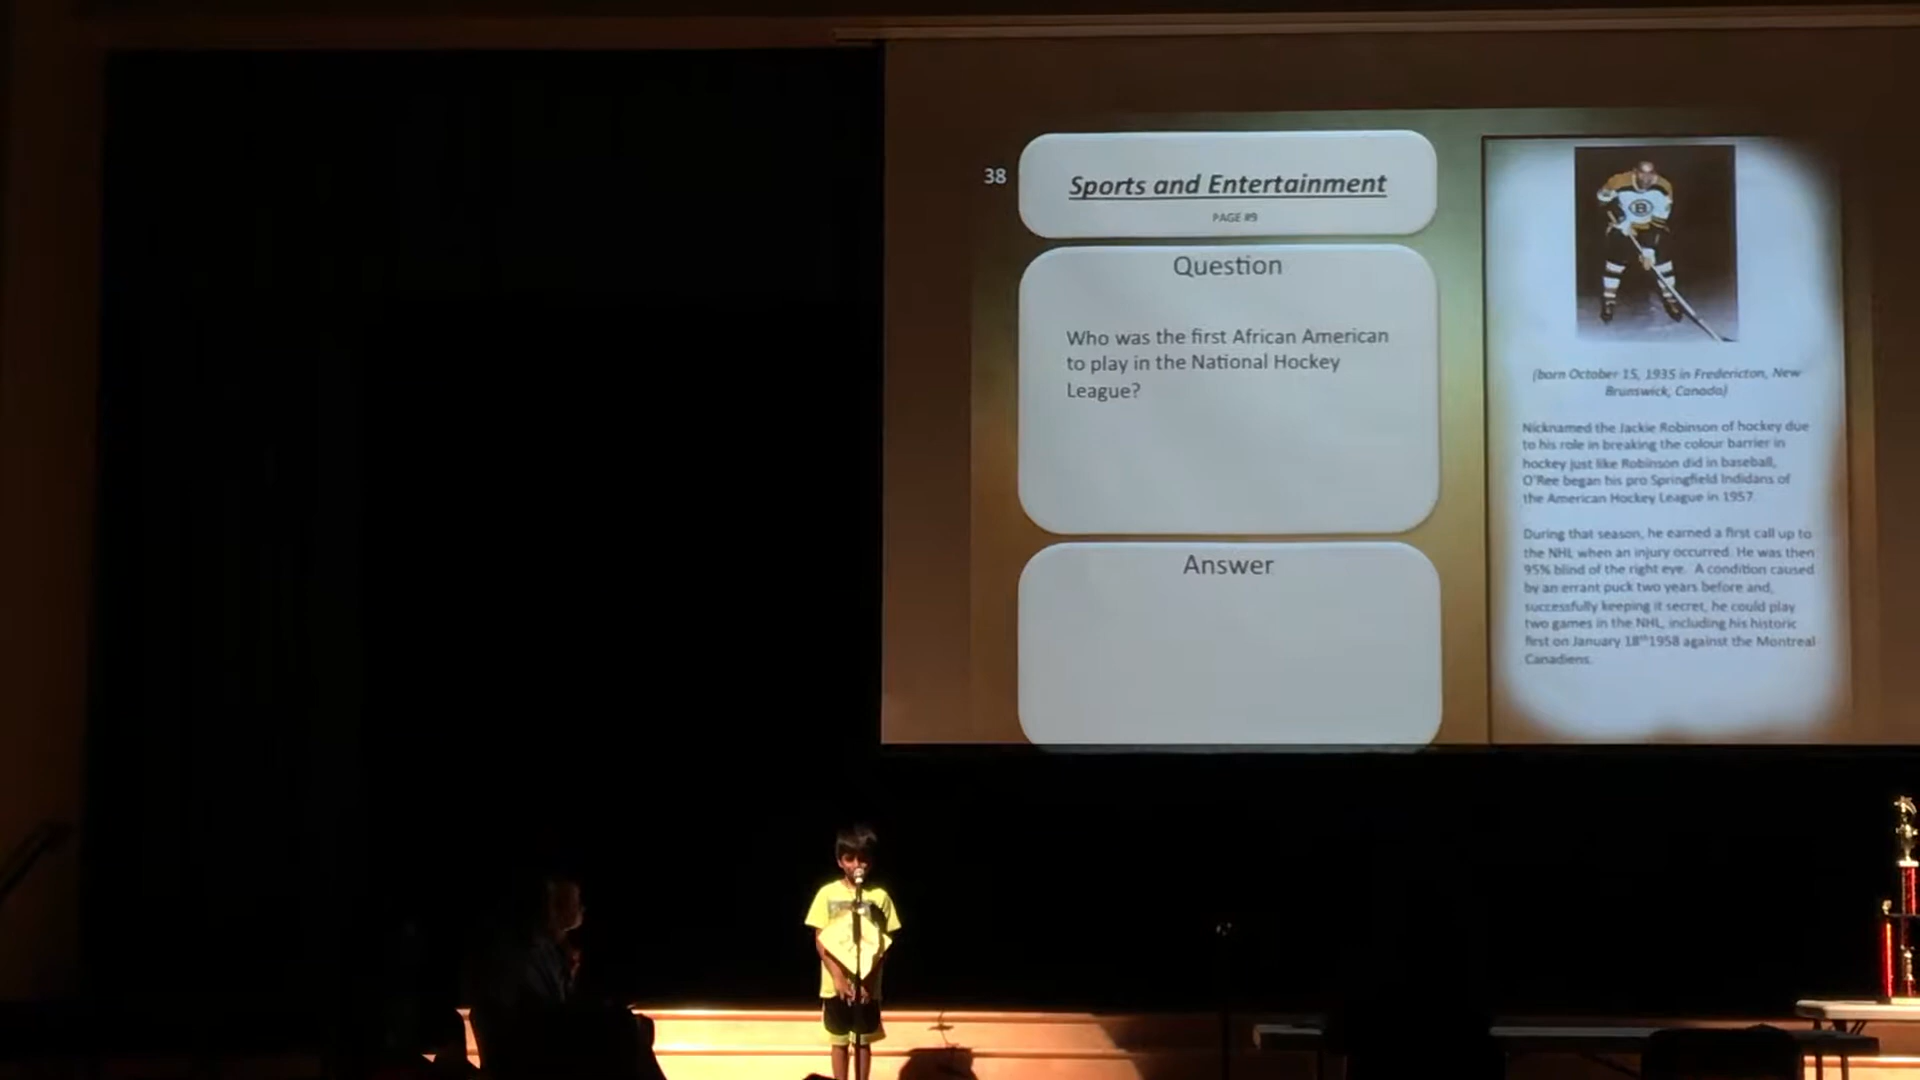 38
Sports and Entertainment
PAGE #9
Question
Who was the first African American
to play in the National Hockey
League?
Answer
B
(born October 15, 1935 in Fredericton, New
Brunswick, Canada)
Nicknamed the Jackie Robinson of hockey due
to his role in breaking the colour barrier in
hockey just like Robinson did in baseball,
O'Ree began his pro Springfield Indidans of
the American Hockey League in 1957.
During that season, he earned a first call up to
the NHL when an injury occurred. He was then
95% blind of the right eye. A condition caused
by an errant puck two years before and,
successfully keeping it secret, he could play
two games in the NHL, including his historic
first on January 18th 1958 against the Montreal
Canadiens.